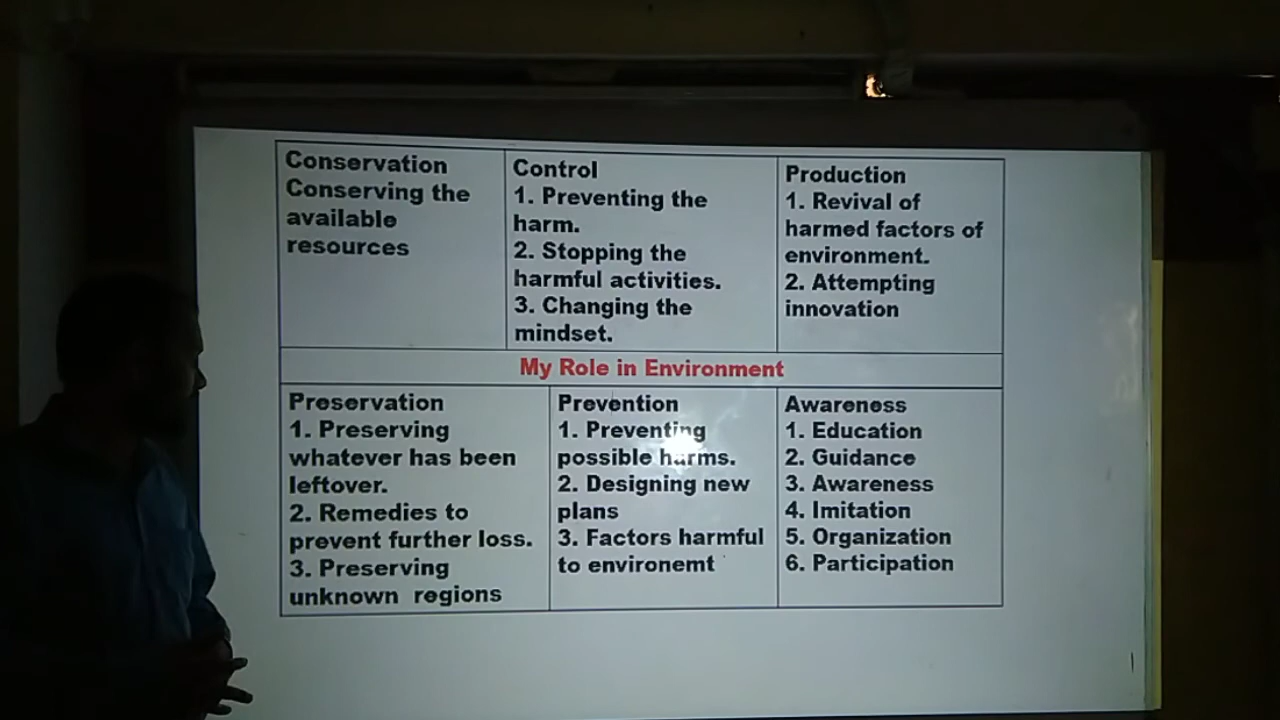 Conservation
Conserving the
available
resources
Control
1. Preventing the
harm.
2. Stopping the
harmful activities.
3. Changing the
mindset.
Production
1. Revival of
harmed factors of
environment.
2. Attempting
innovation
My Role in Environment
Preservation
1. Preserving
whatever has been
leftover.
2. Remedies to
prevent further loss.
3. Preserving
unknown regions
Prevention
1. Preventing
possible harms.
2. Designing new
plans
3. Factors harmful
to environemt
Awareness
1. Education
2. Guidance
3. Awareness
4. Imitation
5. Organization
6. Participation